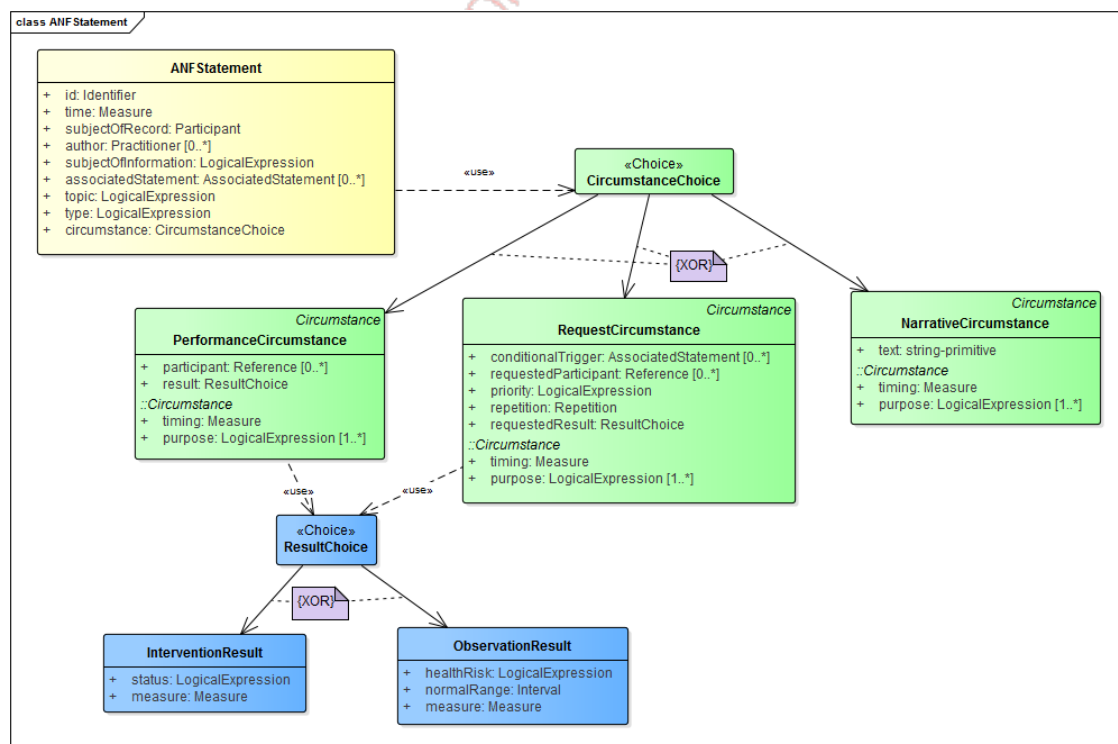 class ANFStatement
ANFStatement
+ id: Identifier
+ time: Measure
+ subjectOfRecord: Participant
+ author: Practitioner [0..*]
+ subjectOfInformation: LogicalExpression
+ associatedStatement: AssociatedStatement [0..*]
+ topic: LogicalExpression
+ type: LogicalExpression
+ circumstance: CircumstanceChoice
«use»
«Choice»
CircumstanceChoice
{XOR}
Circumstance
PerformanceCircumstance
+ participant: Reference [0..*]
+ result: ResultChoice
::Circumstance
+ timing: Measure
+ purpose: LogicalExpression [1..*]
Circumstance
RequestCircumstance
+ conditionalTrigger: AssociatedStatement [0..*]
+ requestedParticipant: Reference [0..*]
+ priority: LogicalExpression
+ repetition: Repetition
+ requestedResult: ResultChoice
::Circumstance
+ timing: Measure
+ purpose: LogicalExpression [1..*]
Circumstance
NarrativeCircumstance
+ text: string-primitive
::Circumstance
+ timing: Measure
+ purpose: LogicalExpression [1..*]
«use»
«use»
«Choice»
ResultChoice
{XOR}
InterventionResult
+ status: LogicalExpression
+ measure: Measure
ObservationResult
+ healthRisk: LogicalExpression
+ normalRange: Interval
+ measure: Measure